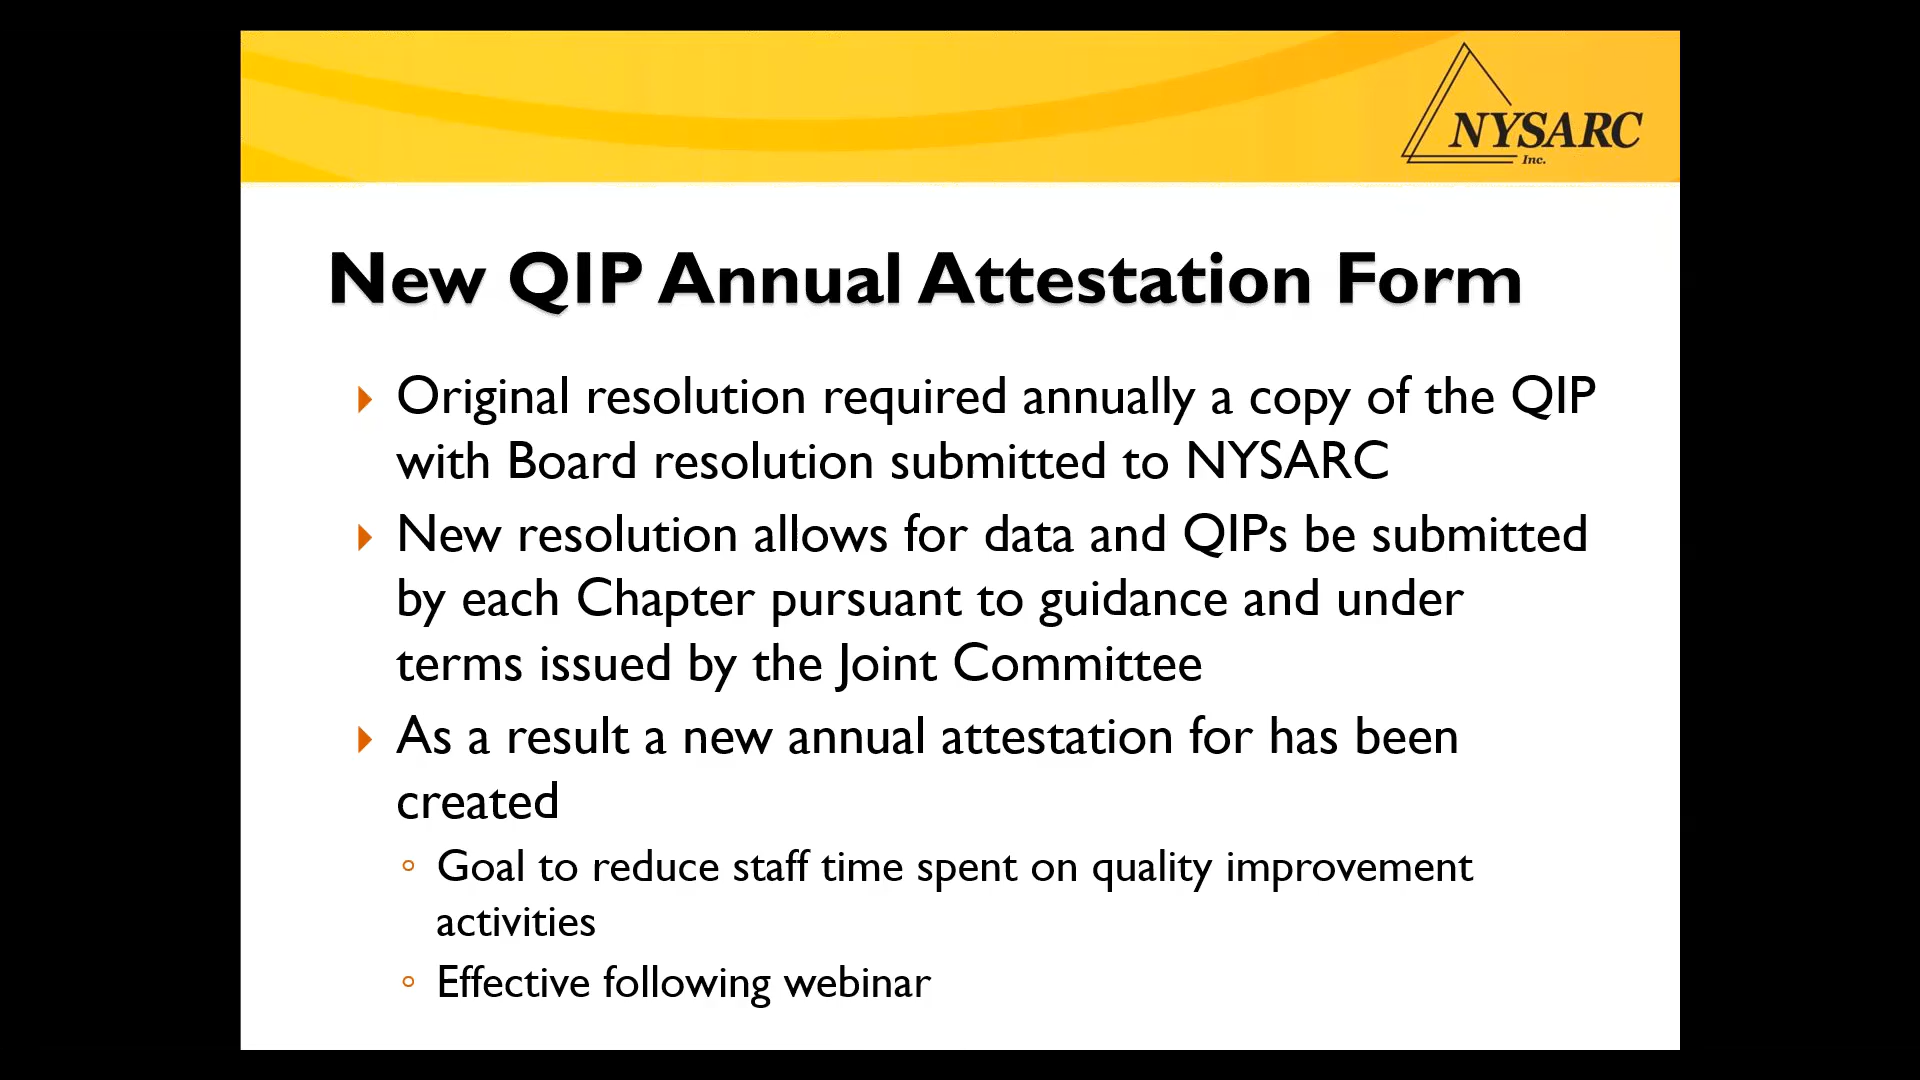 NYSARC
Inc.
New QIP Annual Attestation Form
Original resolution required annually a copy of the QIP
with Board resolution submitted to NYSARC
New resolution allows for data and QIPs be submitted
by each Chapter pursuant to guidance and under
terms issued by the Joint Committee
As a result a new annual attestation for has been
created
Goal to reduce staff time spent on quality improvement
activities
Effective following webinar